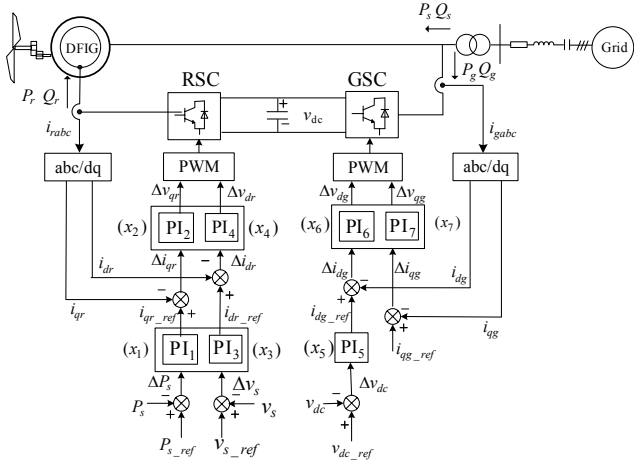 P_s Q_s
DFIG
Grid
P_r Q_r
RSC
GSC
P_g Q_g
i_rabc
+
−
v_dc
i_gabc
abc/dq
PWM
PWM
abc/dq
Δv_qr
Δv_dr
Δv_dg
Δv_qg
(x_2)
PI_2
PI_4
(x_4)
(x_6)
PI_6
PI_7
(x_7)
i_dr
Δi_qr
−
Δi_dr
Δi_dg
−
Δi_qg
i_dg
+
i_qr
−
+
i_qr_ref
i_dr_ref
+
i_dg_ref
−
+
i_qg
(x_1)
PI_1
PI_3
(x_3)
(x_5)
PI_5
i_qg_ref
ΔP_s
Δv_s
Δv_dc
P_s
−
+
−
+
v_s
v_dc
−
+
P_s_ref
v_s_ref
v_dc_ref